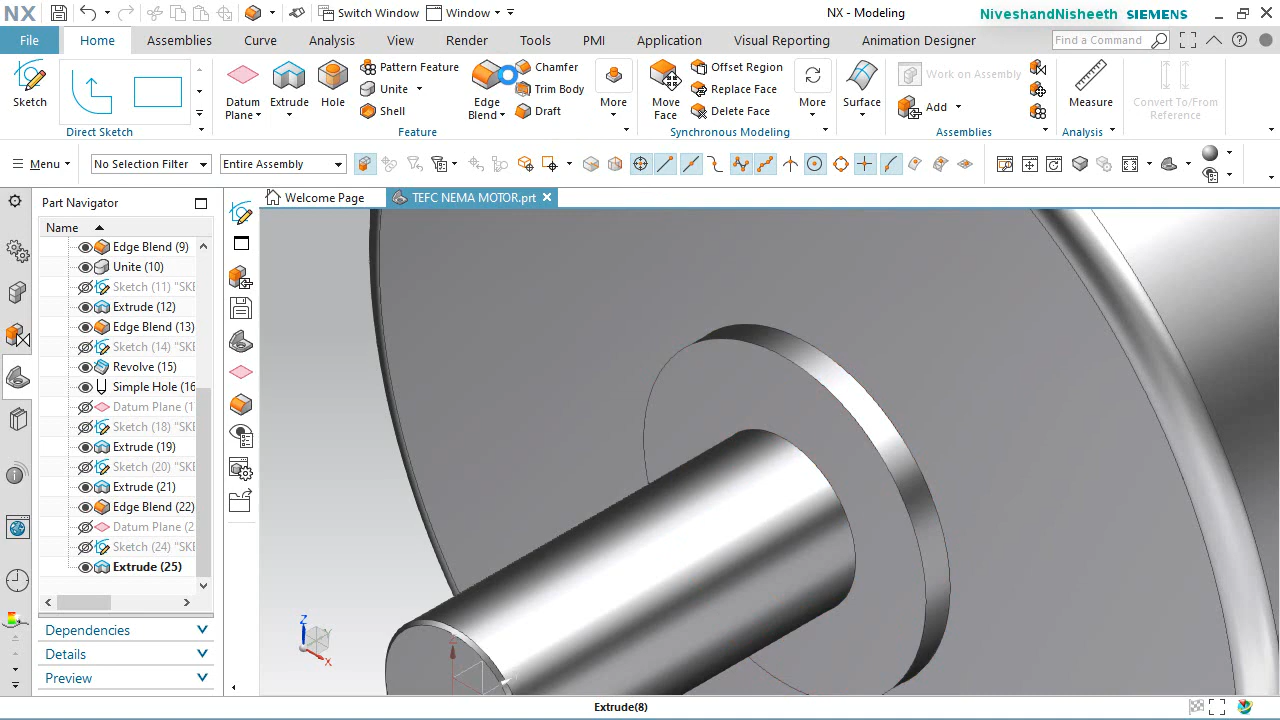 NX
Switch Window
Window
NX - Modeling
NiveshandNisheeth SIEMENS
File
Home
Assemblies
Curve
Analysis
View
Render
Tools
PMI
Application
Visual Reporting
Animation Designer
Find a Command
Sketch
Direct Sketch
Datum Plane
Extrude
Hole
Pattern Feature
Unite
Shell
Edge Blend
Chamfer
Trim Body
Draft
More
Feature
Move Face
Offset Region
Replace Face
Delete Face
More
Synchronous Modeling
Surface
Work on Assembly
Add
Assemblies
Measure
Analysis
Convert To/From Reference
Menu
No Selection Filter
Entire Assembly
Part Navigator
Welcome Page
TEFC NEMA MOTOR.prt
Name
Edge Blend (9)
Unite (10)
Sketch (11) "SKE
Extrude (12)
Edge Blend (13)
Sketch (14) "SKE
Revolve (15)
Simple Hole (16
Datum Plane (1
Sketch (18) "SKE
Extrude (19)
Sketch (20) "SKE
Extrude (21)
Edge Blend (22)
Datum Plane (2
Sketch (24) "SKE
Extrude (25)
Dependencies
Details
Preview
Z
X
Extrude(8)